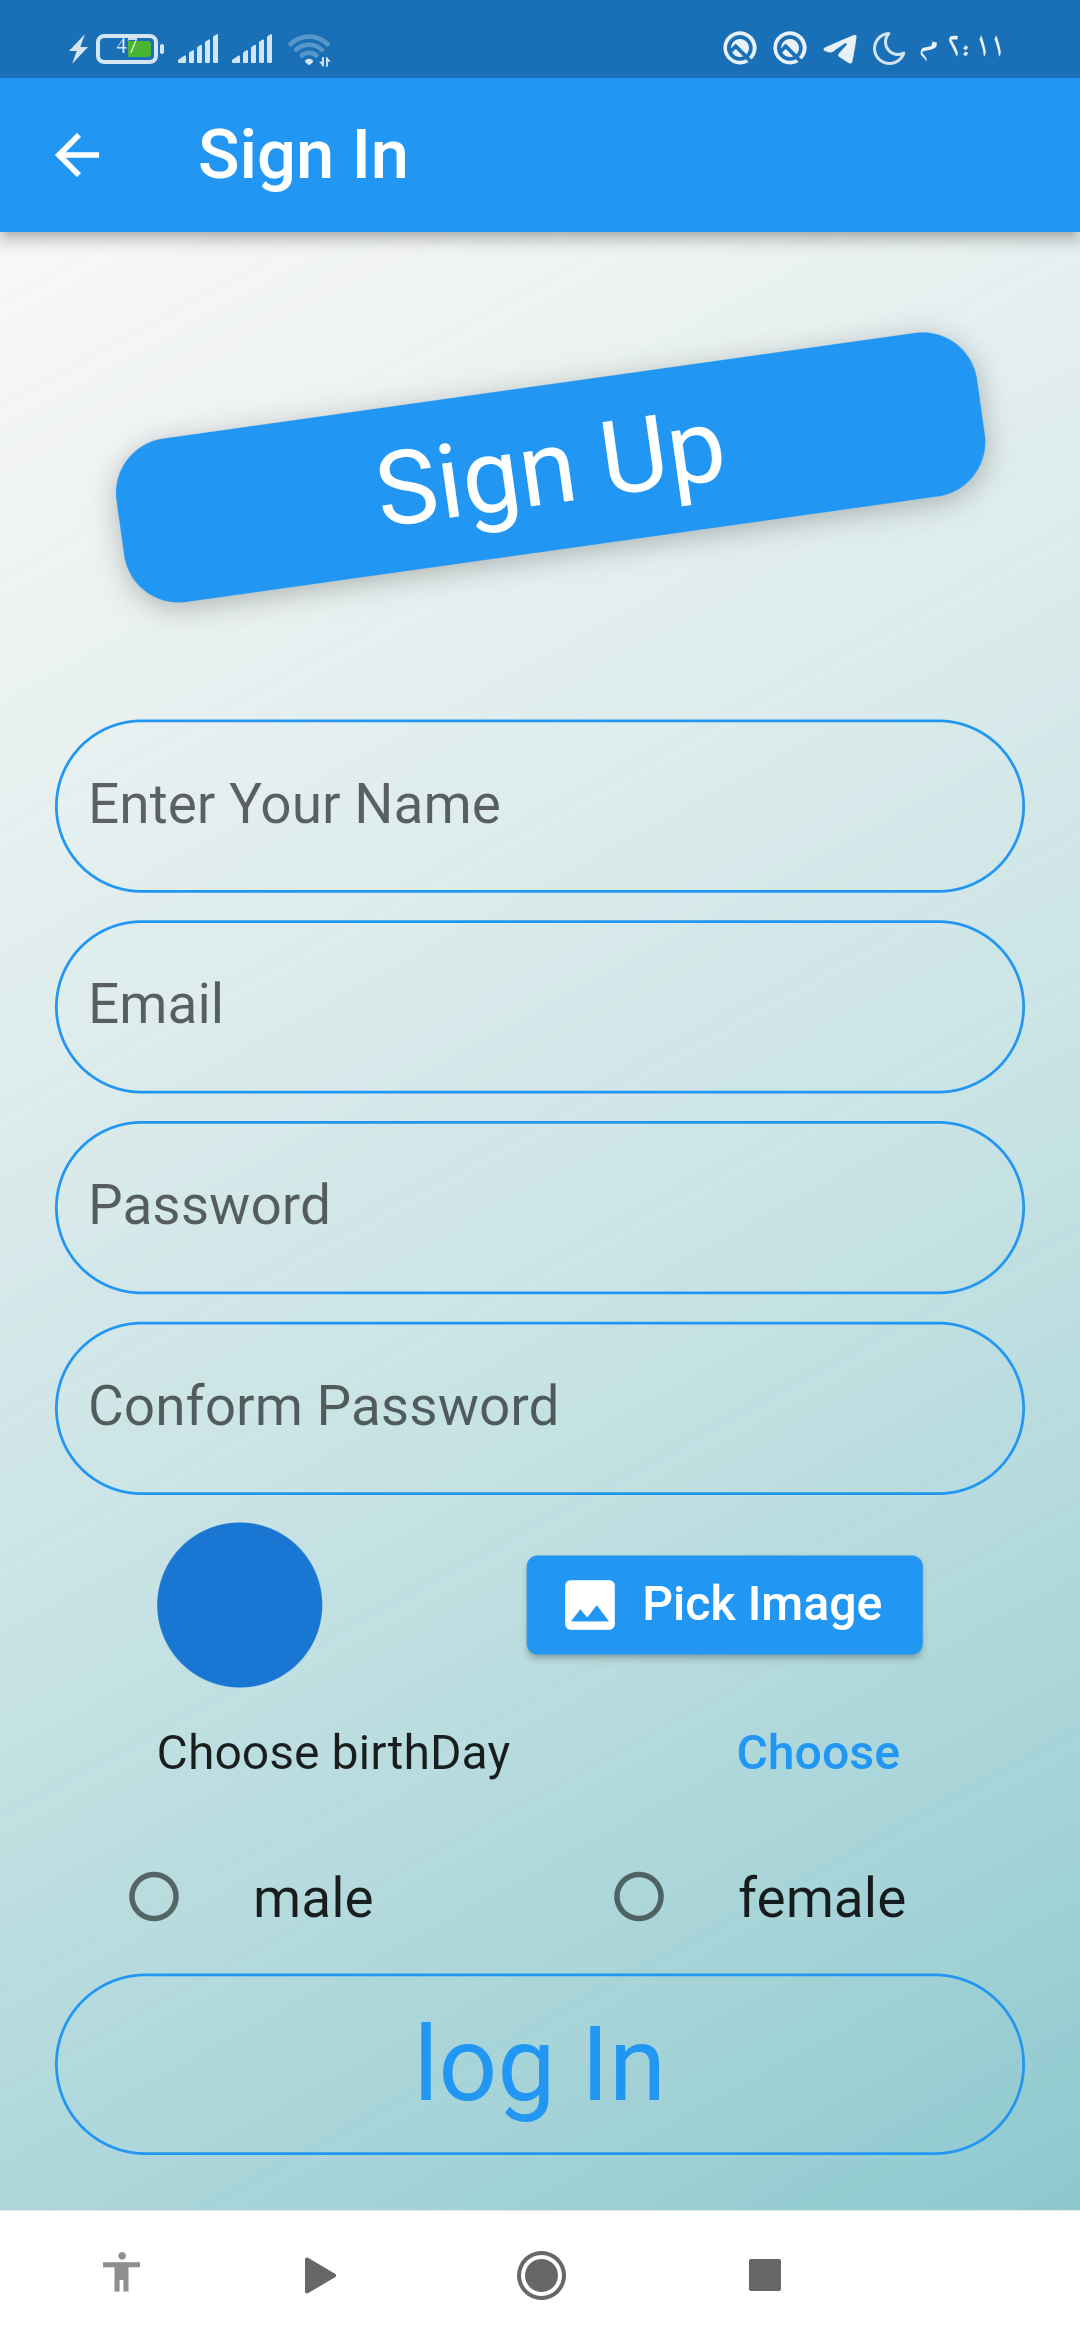 47 م ٢:١١
Sign In
Sign Up
Enter Your Name
Email
Password
Conform Password
Pick Image
Choose birthDay Choose
male female
log In